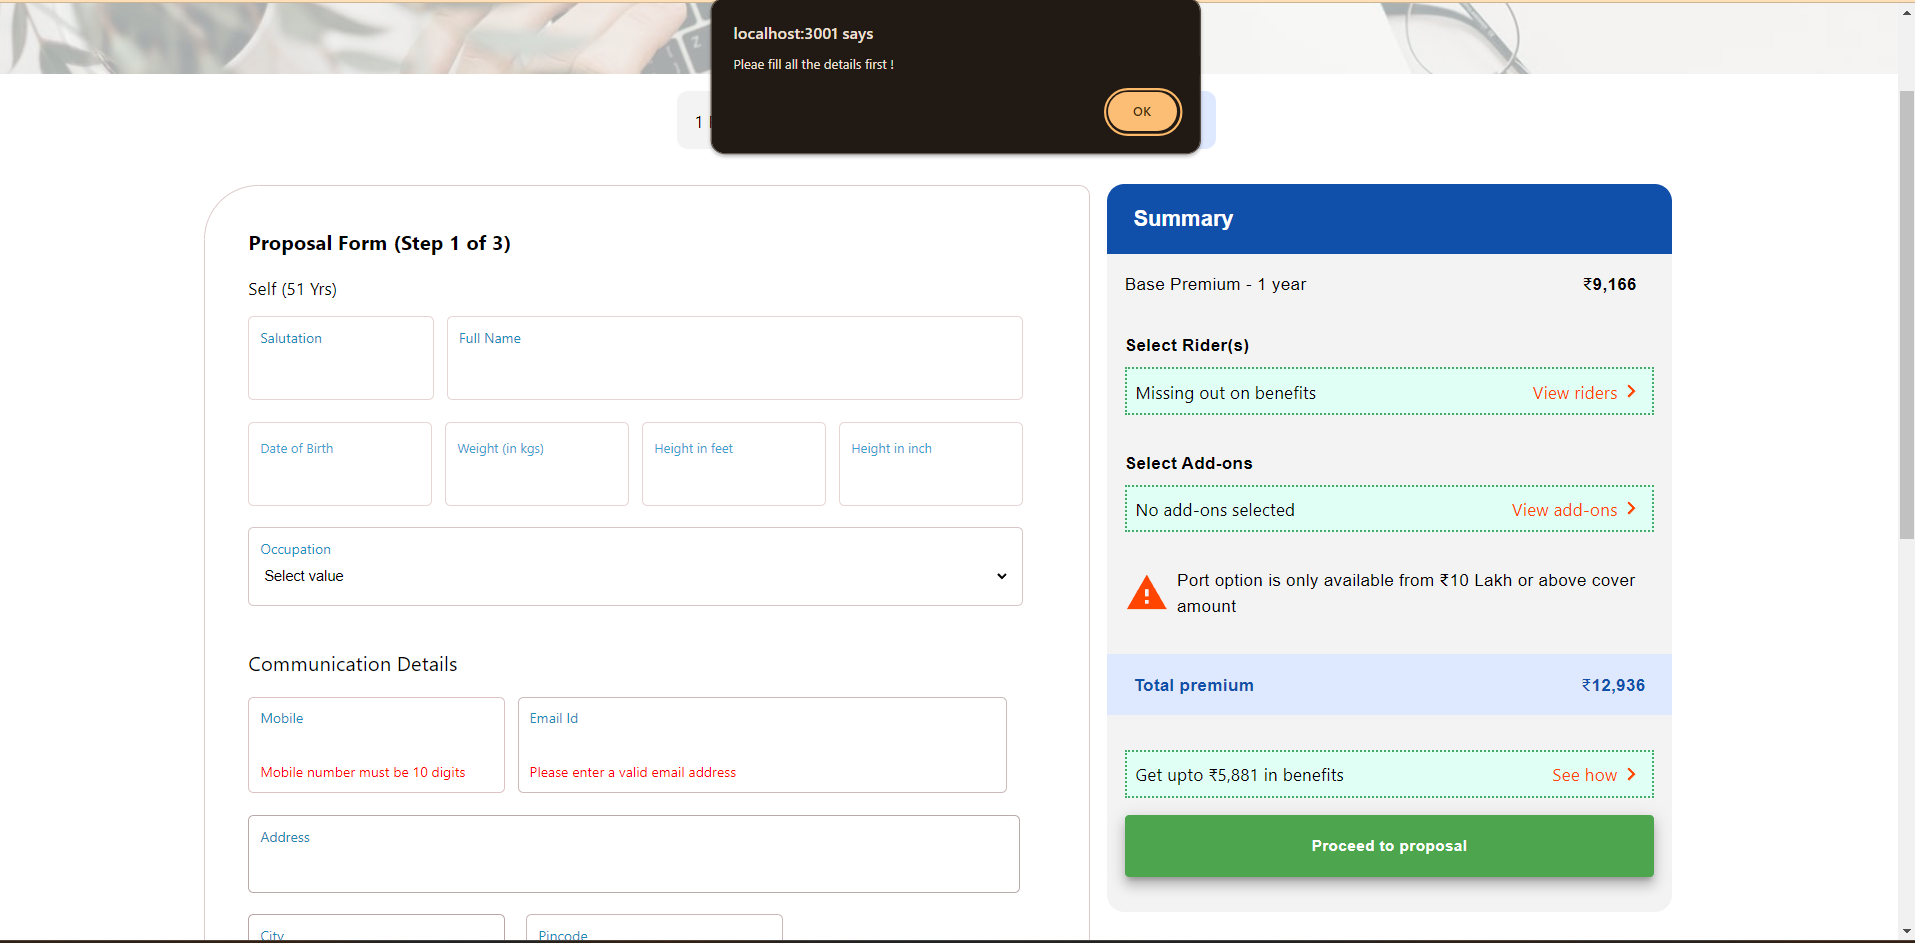 localhost:3001 says
Pleae fill all the details first !
OK
1
Proposal Form (Step 1 of 3)
Self (51 Yrs)
Salutation
Full Name
Date of Birth
Weight (in kgs)
Height in feet
Height in inch
Occupation
Select value
Communication Details
Mobile
Mobile number must be 10 digits
Email Id
Please enter a valid email address
Address
City
Pincode
Summary
Base Premium - 1 year ₹9,166
Select Rider(s)
Missing out on benefits View riders
Select Add-ons
No add-ons selected View add-ons
Port option is only available from ₹10 Lakh or above cover
amount
Total premium ₹12,936
Get upto ₹5,881 in benefits See how
Proceed to proposal